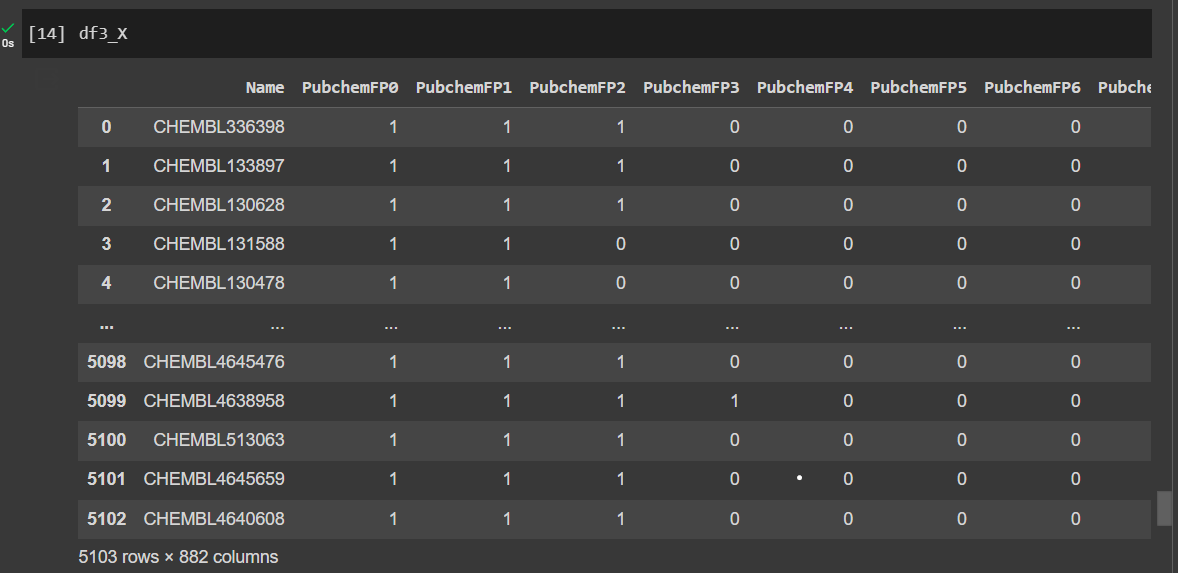 [14] df3_X
0s
Name PubchemFP0 PubchemFP1 PubchemFP2 PubchemFP3 PubchemFP4 PubchemFP5 PubchemFP6
0 CHEMBL336398 1 1 1 0 0 0 0
1 CHEMBL133897 1 1 1 0 0 0 0
2 CHEMBL130628 1 1 1 0 0 0 0
3 CHEMBL131588 1 1 0 0 0 0 0
4 CHEMBL130478 1 1 0 0 0 0 0
... ... ... ... ... ... ... ... ...
5098 CHEMBL4645476 1 1 1 0 0 0 0
5099 CHEMBL4638958 1 1 1 1 0 0 0
5100 CHEMBL513063 1 1 1 0 0 0 0
5101 CHEMBL4645659 1 1 1 0 0 0 0
5102 CHEMBL4640608 1 1 1 0 0 0 0
5103 rows × 882 columns